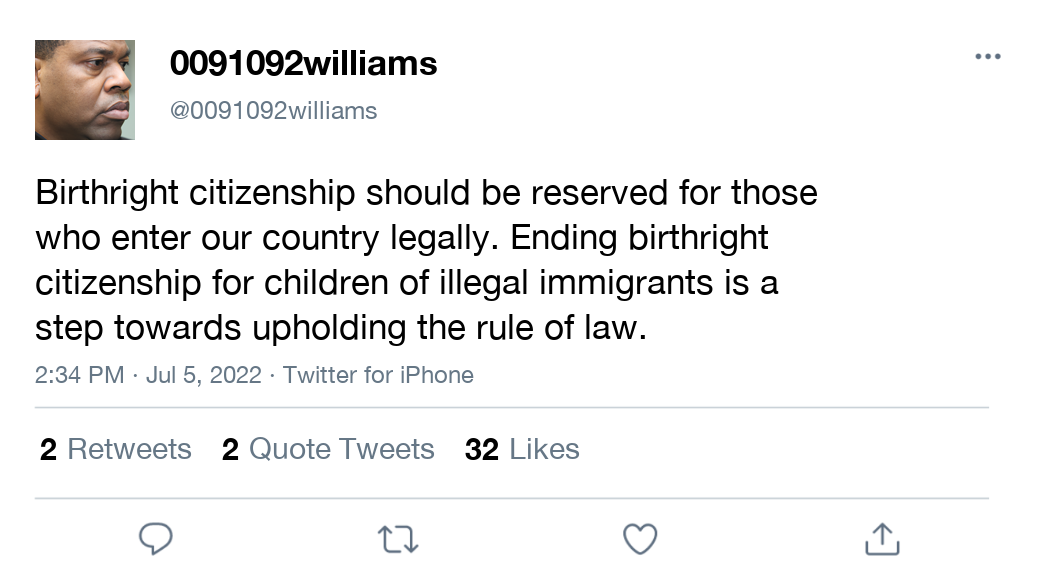 0091092williams
@0091092williams
Birthright citizenship should be reserved for those
who enter our country legally. Ending birthright
citizenship for children of illegal immigrants is a
step towards upholding the rule of law.
2:34 PM · Jul 5, 2022 · Twitter for iPhone
2 Retweets 2 Quote Tweets 32 Likes